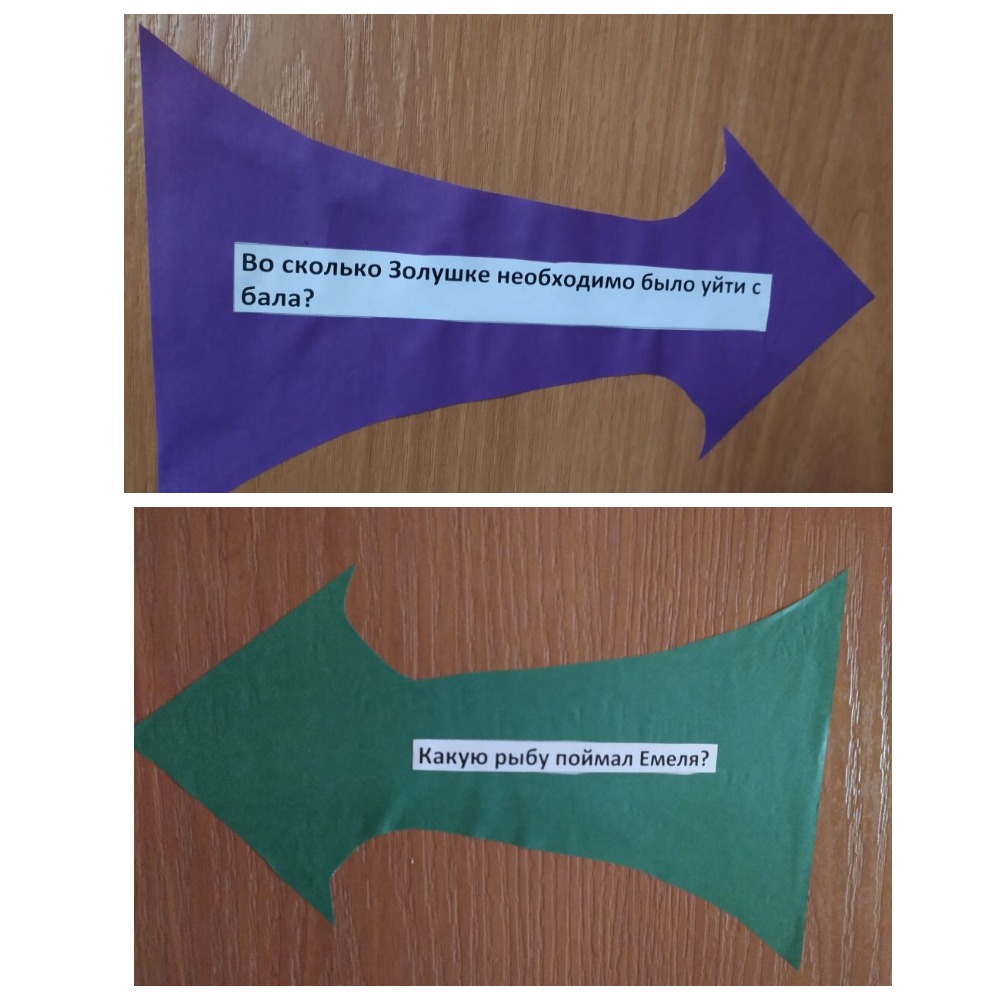 Во сколько Золушке необходимо было уйти с
бала?
Какую рыбу поймал Емеля?